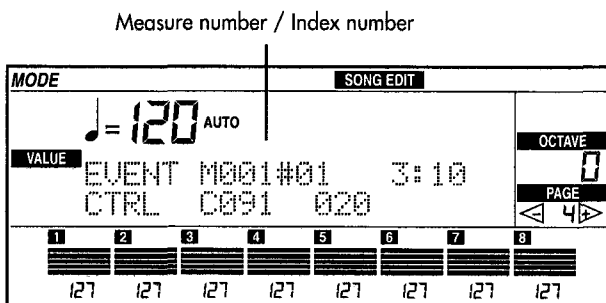 Measure number / Index number
MODE SONG EDIT
♩= 120 AUTO
OCTAVE
VALUE 0
EVENT M001#01 3:10
PAGE
CTRL C091 020 - 4 +
1 2 3 4 5 6 7 8
127 127 127 127 127 127 127 127